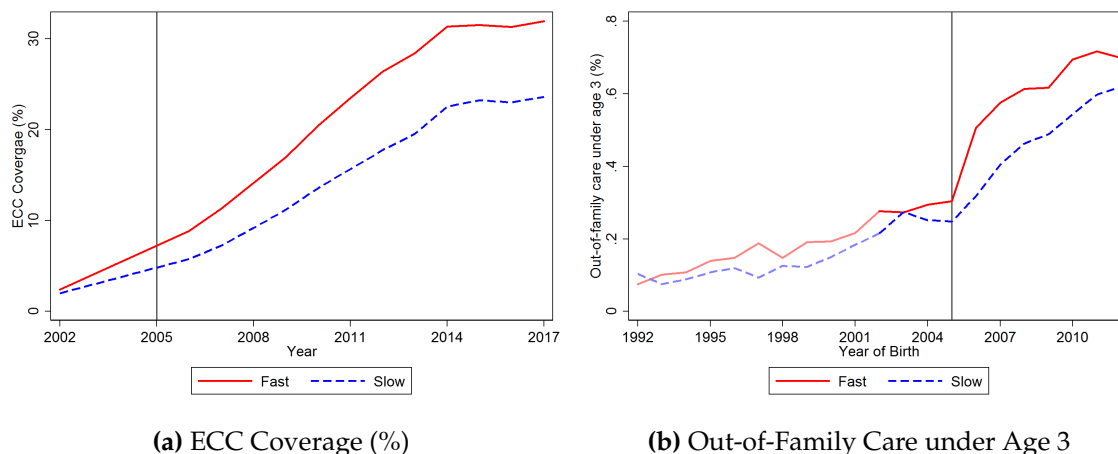 ECC Covergae (%)
0
10
20
30
2002
2005
2008
2011
2014
2017
Year
Fast
Slow
(a) ECC Coverage (%)
Out-of-family care under age 3 (%)
0
.2
.4
.6
.8
1992
1995
1998
2001
2004
2007
2010
Year of Birth
Fast
Slow
(b) Out-of-Family Care under Age 3